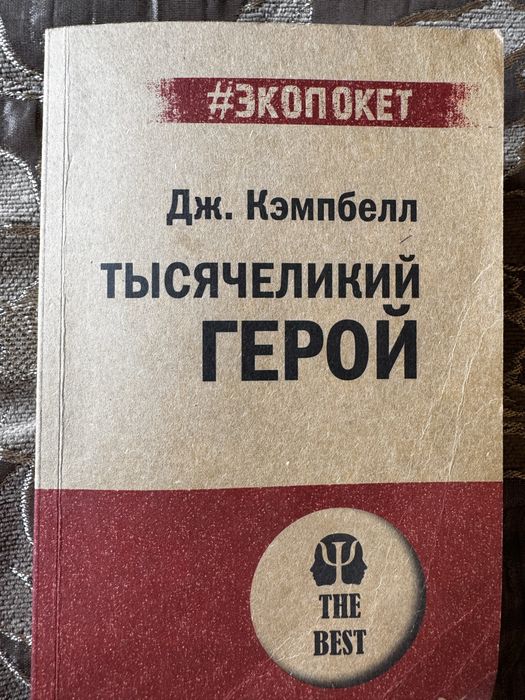 #ЭКОПОКЕТ
Дж. Кэмпбелл
ТЫСЯЧЕЛИКИЙ
ГЕРОЙ
Ψ
THE
BEST